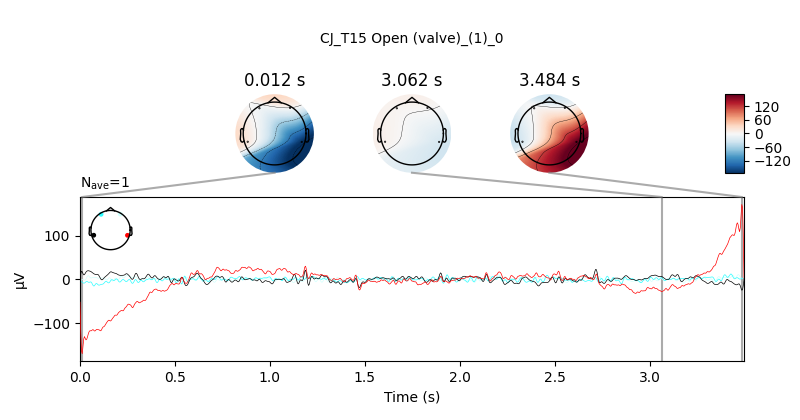 CJ_T15 Open (valve)_(1)_0
0.012 s
3.062 s
3.484 s
120
60
0
−60
−120
Nave=1
100
0
−100
µV
0.0
0.5
1.0
1.5
2.0
2.5
3.0
Time (s)